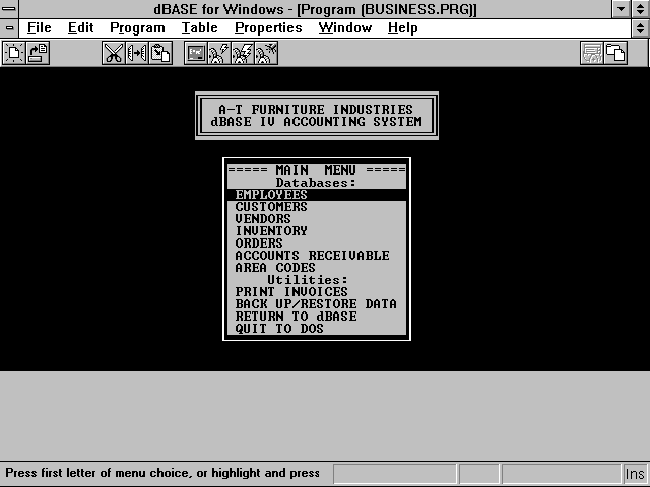 dBASE for Windows - [Program (BUSINESS.PRG)]
File Edit Program Table Properties Window Help
A-T FURNITURE INDUSTRIES
dBASE IV ACCOUNTING SYSTEM
===== MAIN MENU =====
Databases:
EMPLOYEES
CUSTOMERS
VENDORS
INVENTORY
ORDERS
ACCOUNTS RECEIVABLE
AREA CODES
Utilities:
PRINT INVOICES
BACK UP/RESTORE DATA
RETURN TO dBASE
QUIT TO DOS
Press first letter of menu choice, or highlight and press
Ins